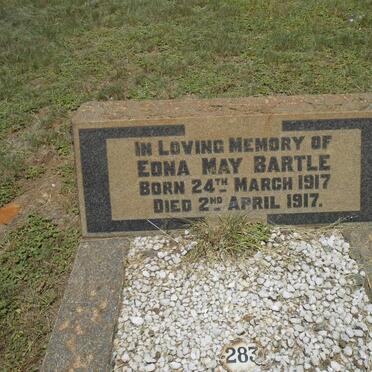 IN LOVING MEMORY OF
EDNA MAY BARTLE
BORN 24TH MARCH 1917
DIED 2ND APRIL 1917.
283